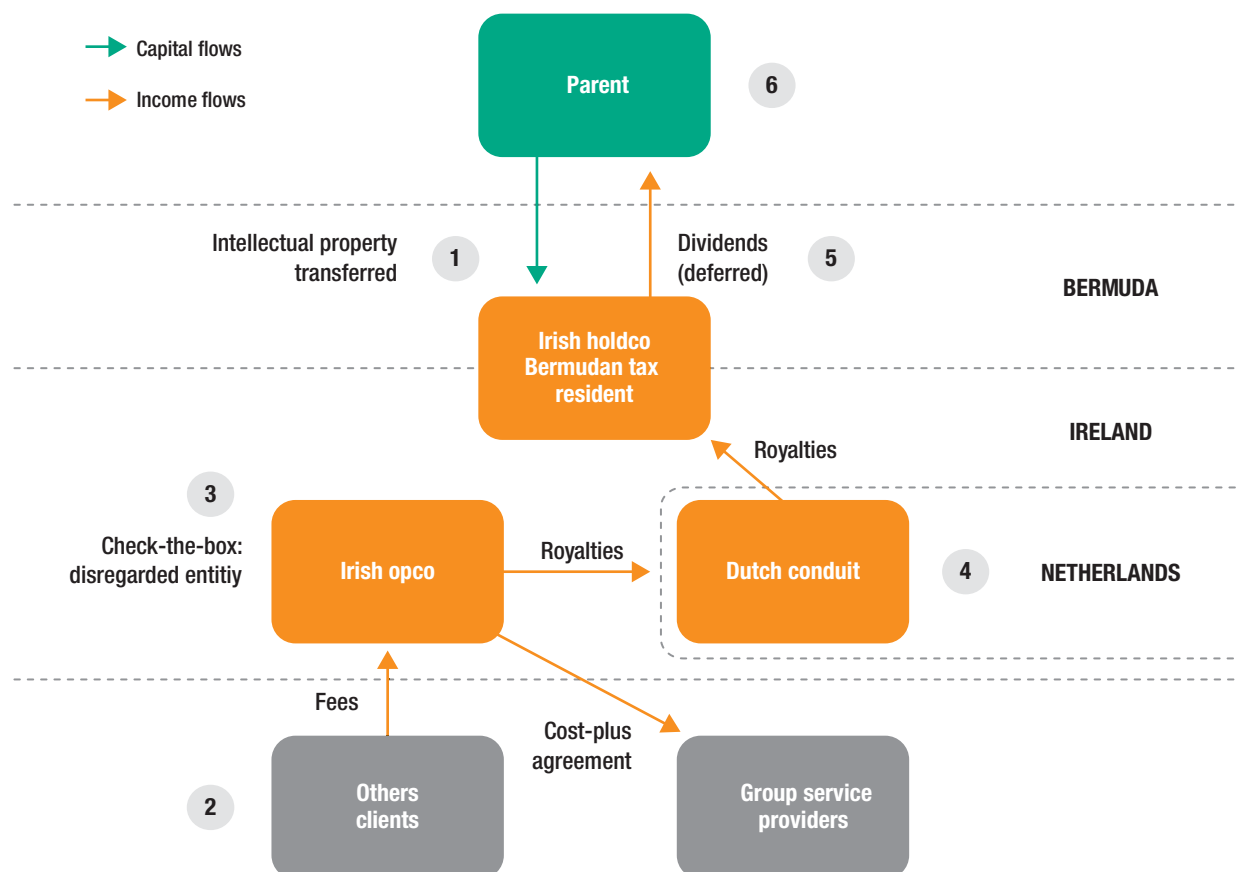 Capital flows
Income flows
Parent
6
Intellectual property
transferred
1
Dividends
(deferred)
5
BERMUDA
Irish holdco
Bermudan tax
resident
IRELAND
Royalties
3
Check-the-box:
disregarded entitiy
Irish opco
Royalties
Dutch conduit
4
NETHERLANDS
Fees
Cost-plus
agreement
2
Others
clients
Group service
providers